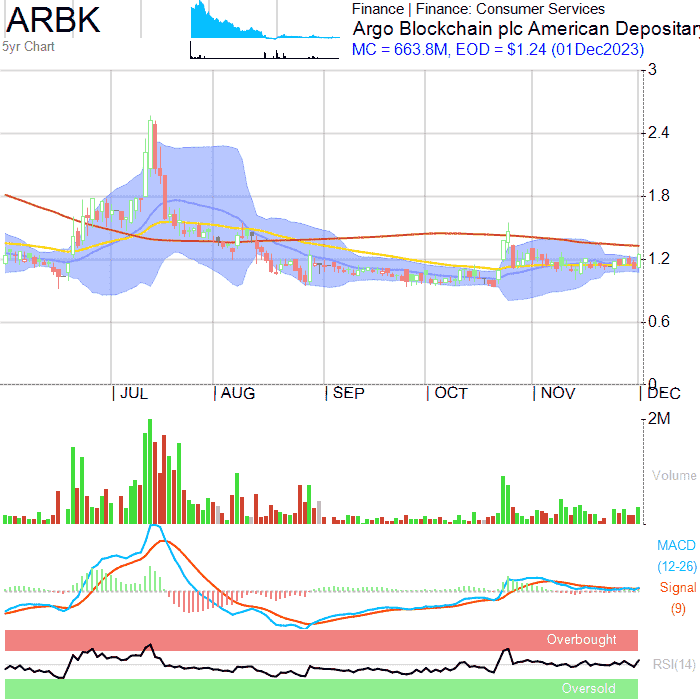 ARBK
5yr Chart
Finance | Finance: Consumer Services
Argo Blockchain plc American Depositary
MC = 663.8M, EOD = $1.24 (01Dec2023)
3
2.4
1.8
1.2
0.6
0
JUL
AUG
SEP
OCT
NOV
DEC
2M
Volume
MACD
(12-26)
Signal
(9)
Overbought
RSI(14)
Oversold